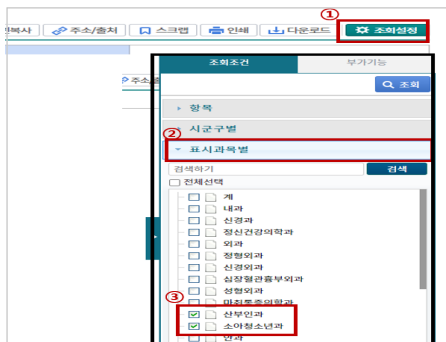 ①
주소/출처 스크랩 인쇄 다운로드 조회설정
조회조건 부가기능
조회
항목
시군구별
②
표시과목별
검색하기 검색
전체선택
계
내과
신경과
정신건강의학과
외과
정형외과
신경외과
심장혈관흉부외과
성형외과
③
마취통증의학과
산부인과
소아청소년과
안과